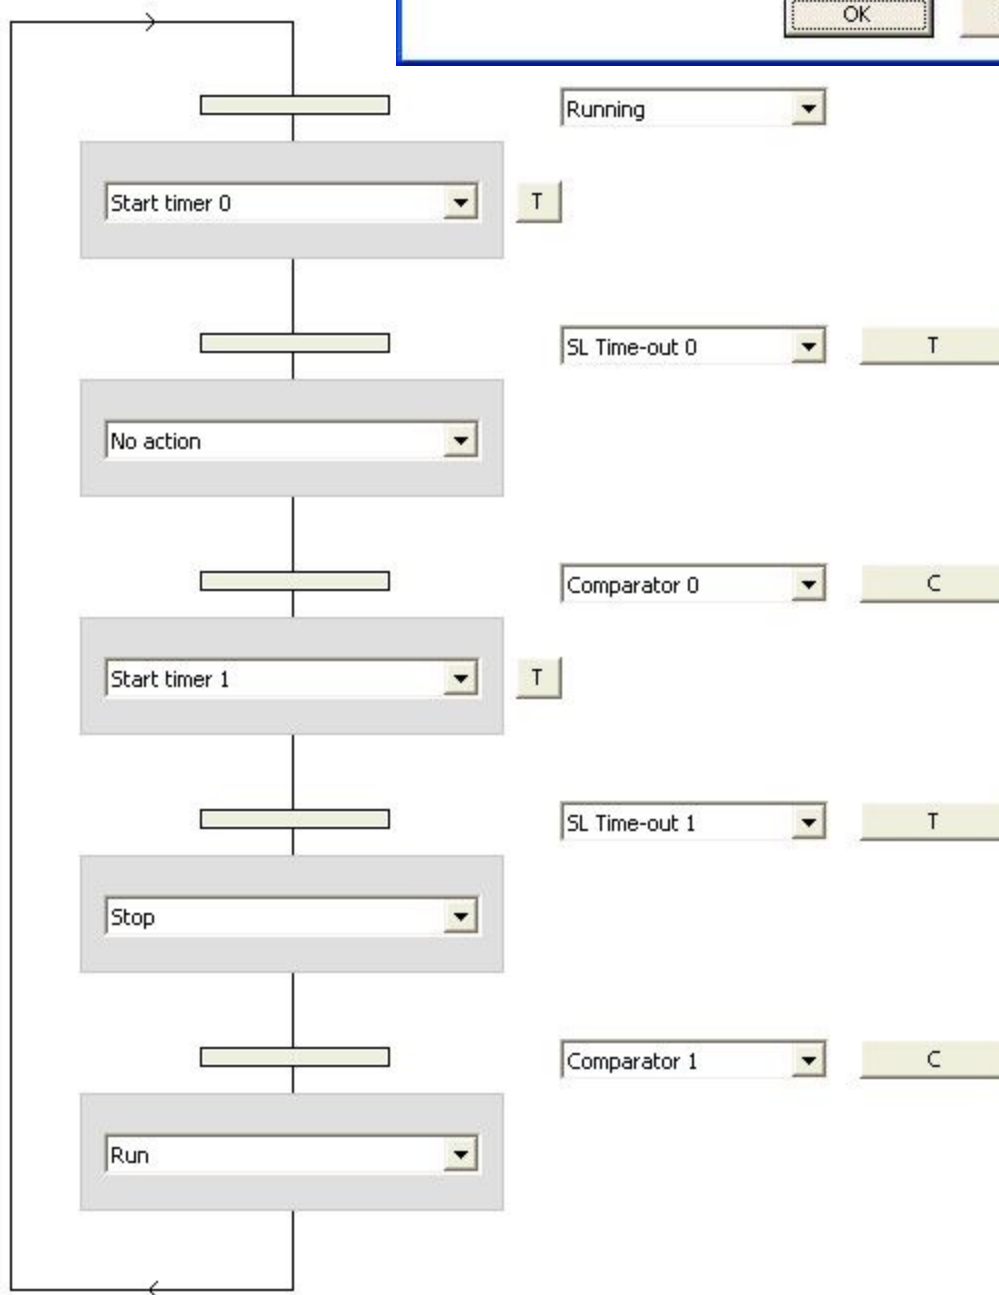 OK
Running
Start timer 0 T
SL Time-out 0 T
No action
Comparator 0 C
Start timer 1 T
SL Time-out 1 T
Stop
Comparator 1 C
Run